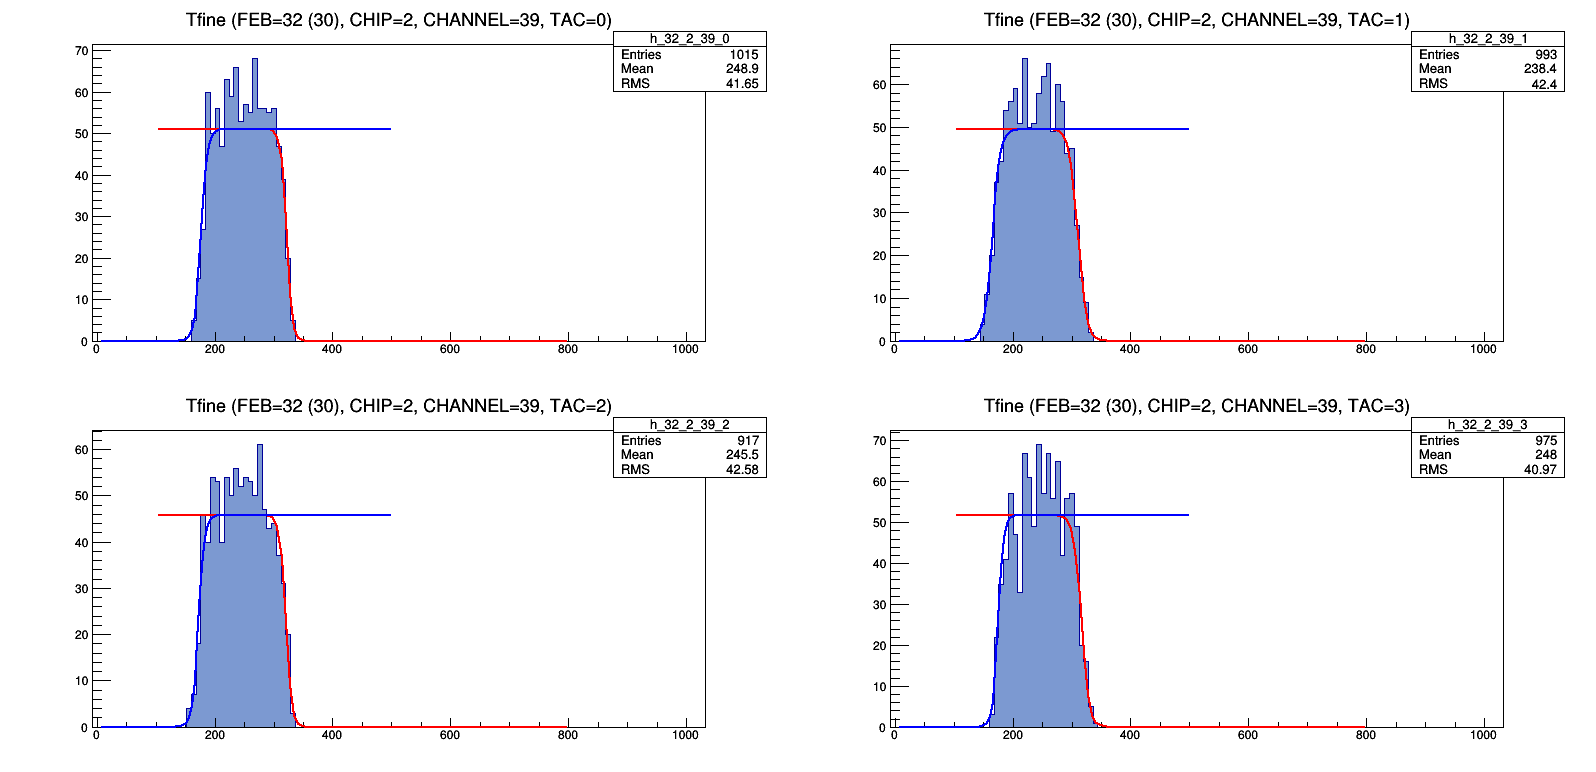 Tfine (FEB=32 (30), CHIP=2, CHANNEL=39, TAC=0)
h_32_2_39_0
Entries 1015
Mean 248.9
RMS 41.65
70
60
50
40
30
20
10
0
0 200 400 600 800 1000
Tfine (FEB=32 (30), CHIP=2, CHANNEL=39, TAC=1)
h_32_2_39_1
Entries 993
Mean 238.4
RMS 42.4
60
50
40
30
20
10
0
0 200 400 600 800 1000
Tfine (FEB=32 (30), CHIP=2, CHANNEL=39, TAC=2)
h_32_2_39_2
Entries 917
Mean 245.5
RMS 42.58
60
50
40
30
20
10
0
0 200 400 600 800 1000
Tfine (FEB=32 (30), CHIP=2, CHANNEL=39, TAC=3)
h_32_2_39_3
Entries 975
Mean 248
RMS 40.97
70
60
50
40
30
20
10
0
0 200 400 600 800 1000